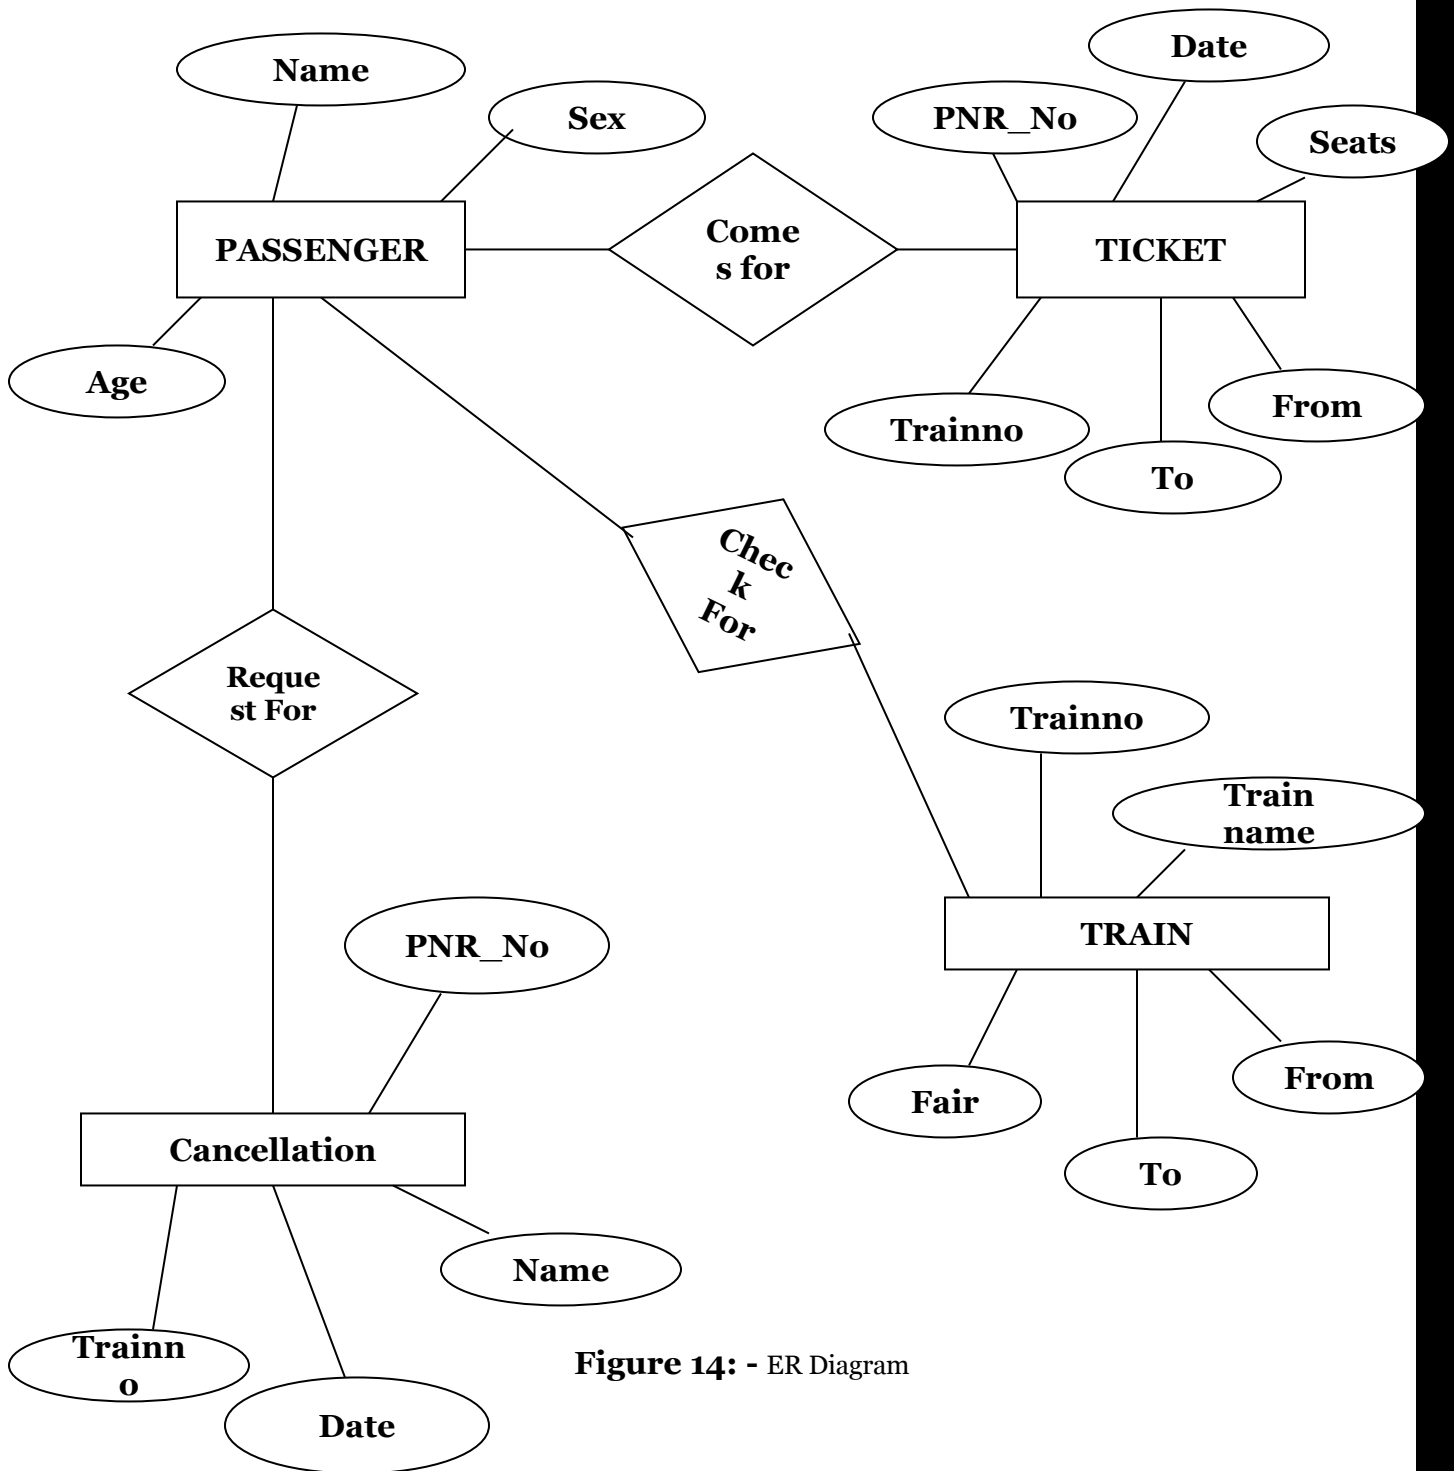 Date
Name
Sex
PNR_No
Seats
PASSENGER
Come
s for
TICKET
Age
From
Trainno
To
Chec
k
For
Reque
st For
Trainno
Train
name
TRAIN
PNR_No
Fair
From
To
Cancellation
Name
Trainn
o
Date
Figure 14: - ER Diagram